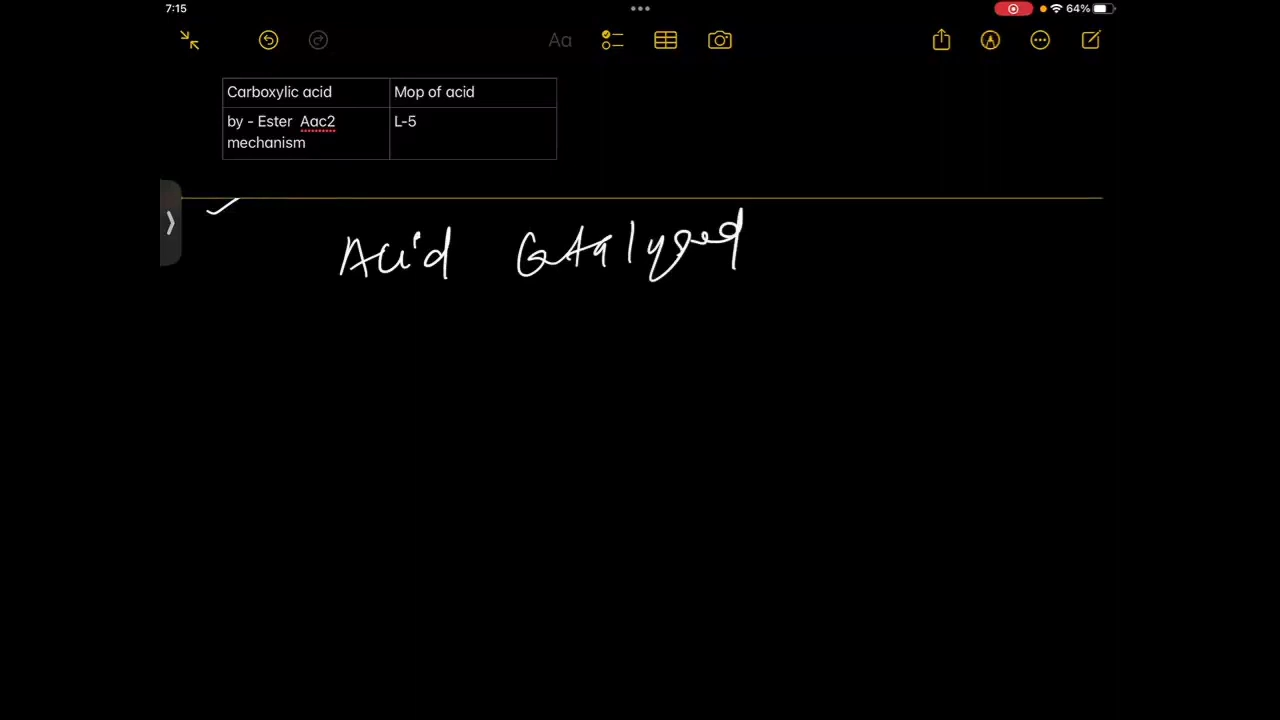 7:15
64%
Aa
Carboxylic acid Mop of acid
by - Ester Aac2 L-5
mechanism
Acid Catalysed